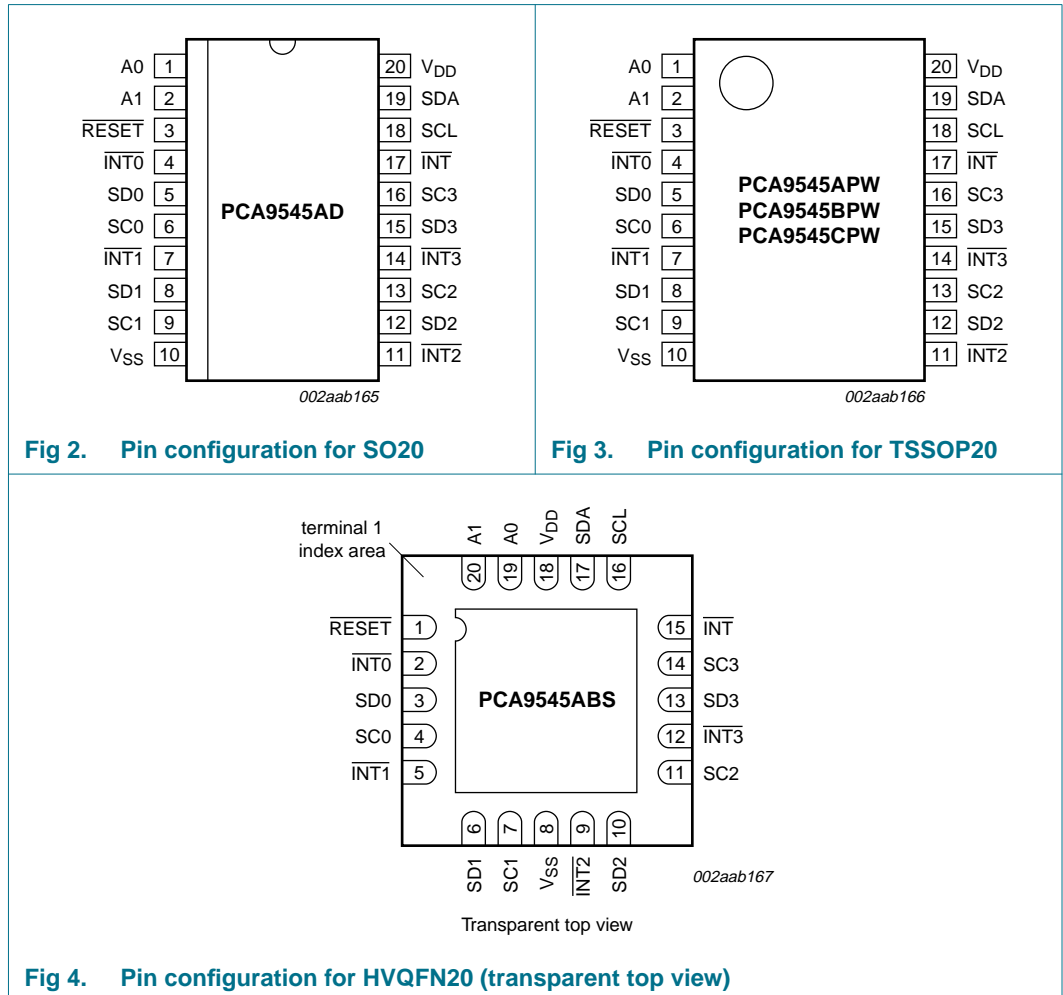 A0 1
A1 2
RESET 3
INT0 4
SD0 5
SC0 6
INT1 7
SD1 8
SC1 9
VSS 10
PCA9545AD
20 VDD
19 SDA
18 SCL
17 INT
16 SC3
15 SD3
14 INT3
13 SC2
12 SD2
11 INT2
002aab165
Fig 2. Pin configuration for SO20
A0 1
A1 2
RESET 3
INT0 4
SD0 5
SC0 6
INT1 7
SD1 8
SC1 9
VSS 10
PCA9545APW
PCA9545BPW
PCA9545CPW
20 VDD
19 SDA
18 SCL
17 INT
16 SC3
15 SD3
14 INT3
13 SC2
12 SD2
11 INT2
002aab166
Fig 3. Pin configuration for TSSOP20
terminal 1
index area
A1 A0 VDD SDA SCL
20 19 18 17 16
RESET 1
INT0 2
SD0 3
SC0 4
INT1 5
PCA9545ABS
15 INT
14 SC3
13 SD3
12 INT3
11 SC2
6 7 8 9 10
SD1 SC1 VSS INT2 SD2
002aab167
Transparent top view
Fig 4. Pin configuration for HVQFN20 (transparent top view)